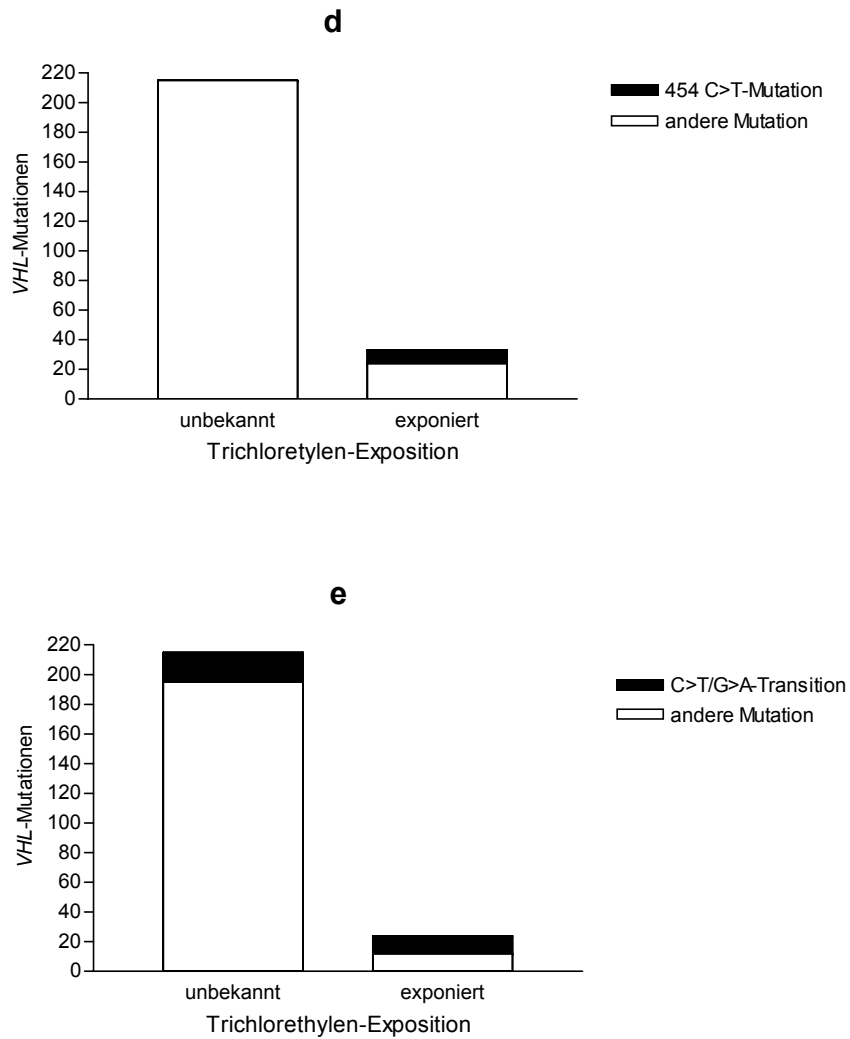 d
220
200
180
160
140
120
100
80
60
40
20
0
VHL-Mutationen
454 C>T-Mutation
andere Mutation
unbekannt exponiert
Trichloretylen-Exposition
e
220
200
180
160
140
120
100
80
60
40
20
0
VHL-Mutationen
C>T/G>A-Transition
andere Mutation
unbekannt exponiert
Trichlorethylen-Exposition